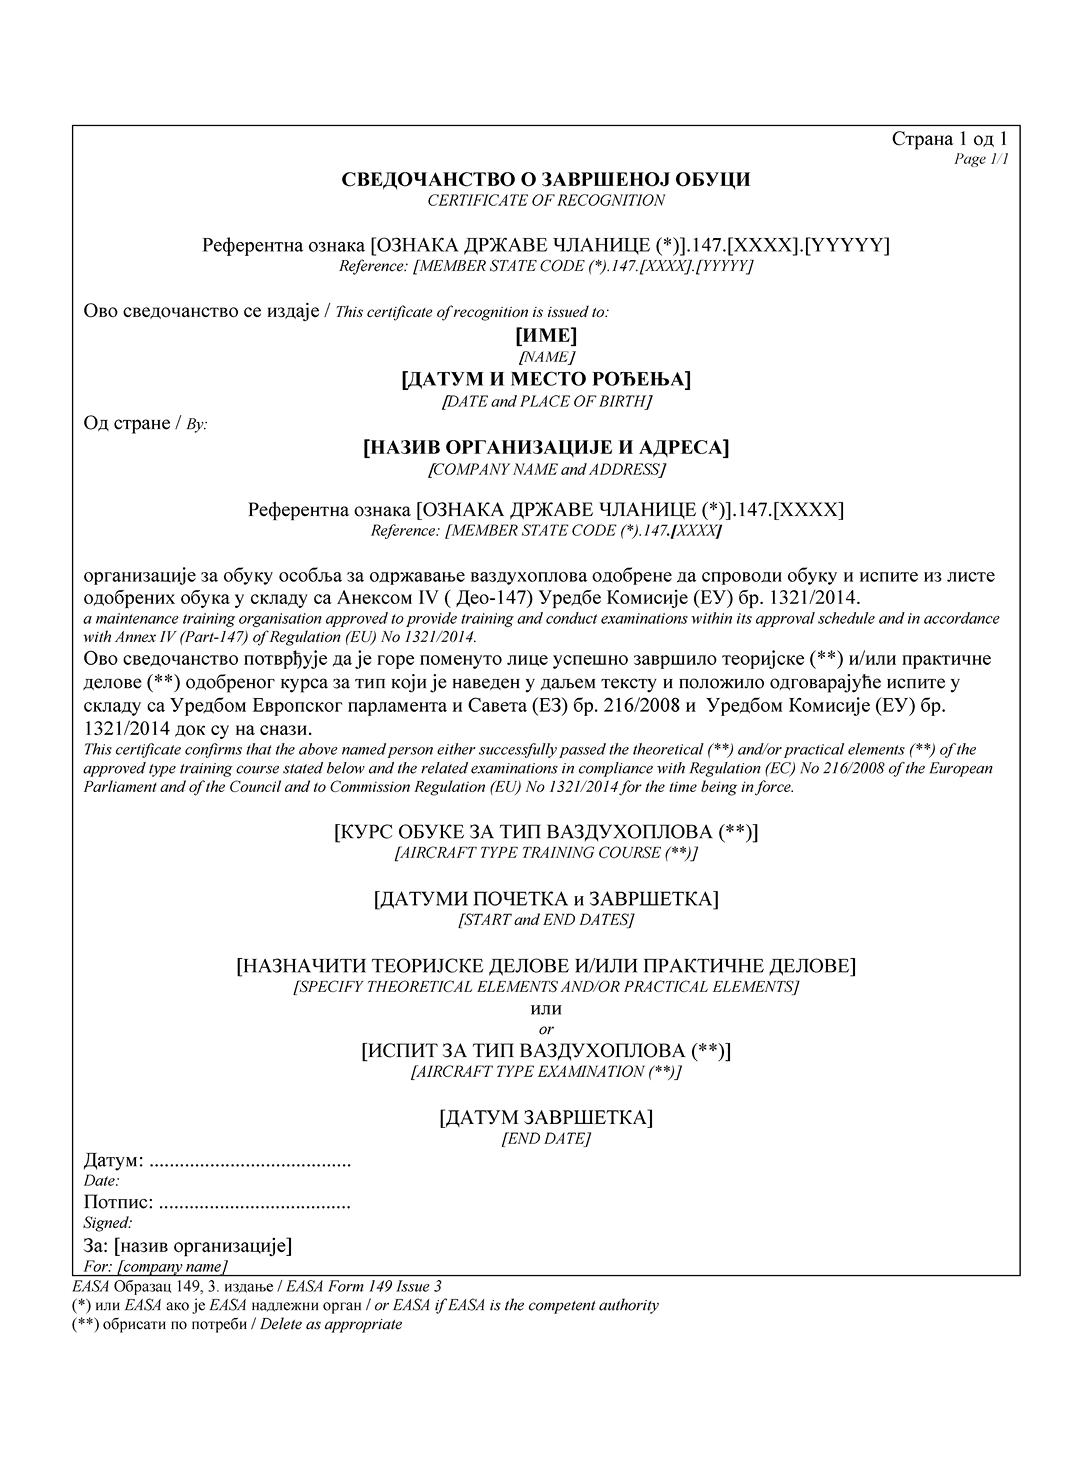 Страна 1 од 1
Page 1/1
СВЕДОЧАНСТВО О ЗАВРШЕНОЈ ОБУЦИ
CERTIFICATE OF RECOGNITION
Референтна ознака [ОЗНАКА ДРЖАВЕ ЧЛАНИЦЕ (*)].147.[XXXX].[YYYYY]
Reference: [MEMBER STATE CODE (*).147.[XXXX].[YYYYY]
Ово сведочанство се издаје / This certificate of recognition is issued to:
[ИМЕ]
[NAME]
[ДАТУМ И МЕСТО РОЂЕЊА]
[DATE and PLACE OF BIRTH]
Од стране / By:
[НАЗИВ ОРГАНИЗАЦИЈЕ И АДРЕСА]
[COMPANY NAME and ADDRESS]
Референтна ознака [ОЗНАКА ДРЖАВЕ ЧЛАНИЦЕ (*)].147.[XXXX]
Reference: [MEMBER STATE CODE (*).147.[XXXX]
организације за обуку особља за одржавање ваздухоплова одобрене да спроводи обуку и испите из листе
одобрених обука у складу са Анексом IV ( Део-147) Уредбе Комисије (ЕУ) бр. 1321/2014.
a maintenance training organisation approved to provide training and conduct examinations within its approval schedule and in accordance
with Annex IV (Part-147) of Regulation (EU) No 1321/2014.
Ово сведочанство потврђује да је горе поменуто лице успешно завршило теоријске (**) и/или практичне
делове (**) одобреног курса за тип који је наведен у даљем тексту и положило одговарајуће испите у
складу са Уредбом Европског парламента и Савета (ЕЗ) бр. 216/2008 и  Уредбом Комисије (ЕУ) бр.
1321/2014 док су на снази.
This certificate confirms that the above named person either successfully passed the theoretical (**) and/or practical elements (**) of the
approved type training course stated below and the related examinations in compliance with Regulation (EC) No 216/2008 of the European
Parliament and of the Council and to Commission Regulation (EU) No 1321/2014 for the time being in force.
[КУРС ОБУКЕ ЗА ТИП ВАЗДУХОПЛОВА (**)]
[AIRCRAFT TYPE TRAINING COURSE (**)]
[ДАТУМИ ПОЧЕТКА и ЗАВРШЕТКА]
[START and END DATES]
[НАЗНАЧИТИ ТЕОРИЈСКЕ ДЕЛОВЕ И/ИЛИ ПРАКТИЧНЕ ДЕЛОВЕ]
[SPECIFY THEORETICAL ELEMENTS AND/OR PRACTICAL ELEMENTS]
или
or
[ИСПИТ ЗА ТИП ВАЗДУХОПЛОВА (**)]
[AIRCRAFT TYPE EXAMINATION (**)]
[ДАТУМ ЗАВРШЕТКА]
[END DATE]
Датум: ........................................
Date:
Потпис: ......................................
Signed:
За: [назив организације]
For: [company name]
EASA Образац 149, 3. издање / EASA Form 149 Issue 3
(*) или EASA ако је EASA надлежни орган / or EASA if EASA is the competent authority
(**) обрисати по потреби / Delete as appropriate